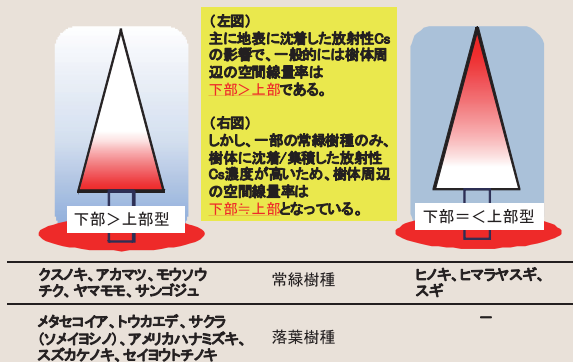 （左図）
主に地表に沈着した放射性Cs
の影響で、一般的には樹体周
辺の空間線量率は
下部＞上部である。
（右図）
しかし、一部の常緑樹種のみ、
樹体に沈着/集積した放射性
Cs濃度が高いため、樹体周辺
の空間線量率は
下部≒上部となっている。
下部＞上部型
下部＝＜上部型
クスノキ、アカマツ、モウソウ
チク、ヤマモモ、サンゴジュ
常緑樹種
ヒノキ、ヒマラヤスギ、
スギ
メタセコイア、トウカエデ、サクラ
（ソメイヨシノ）、アメリカハナミズキ、
スズカケノキ、セイヨウトチノキ
落葉樹種
－